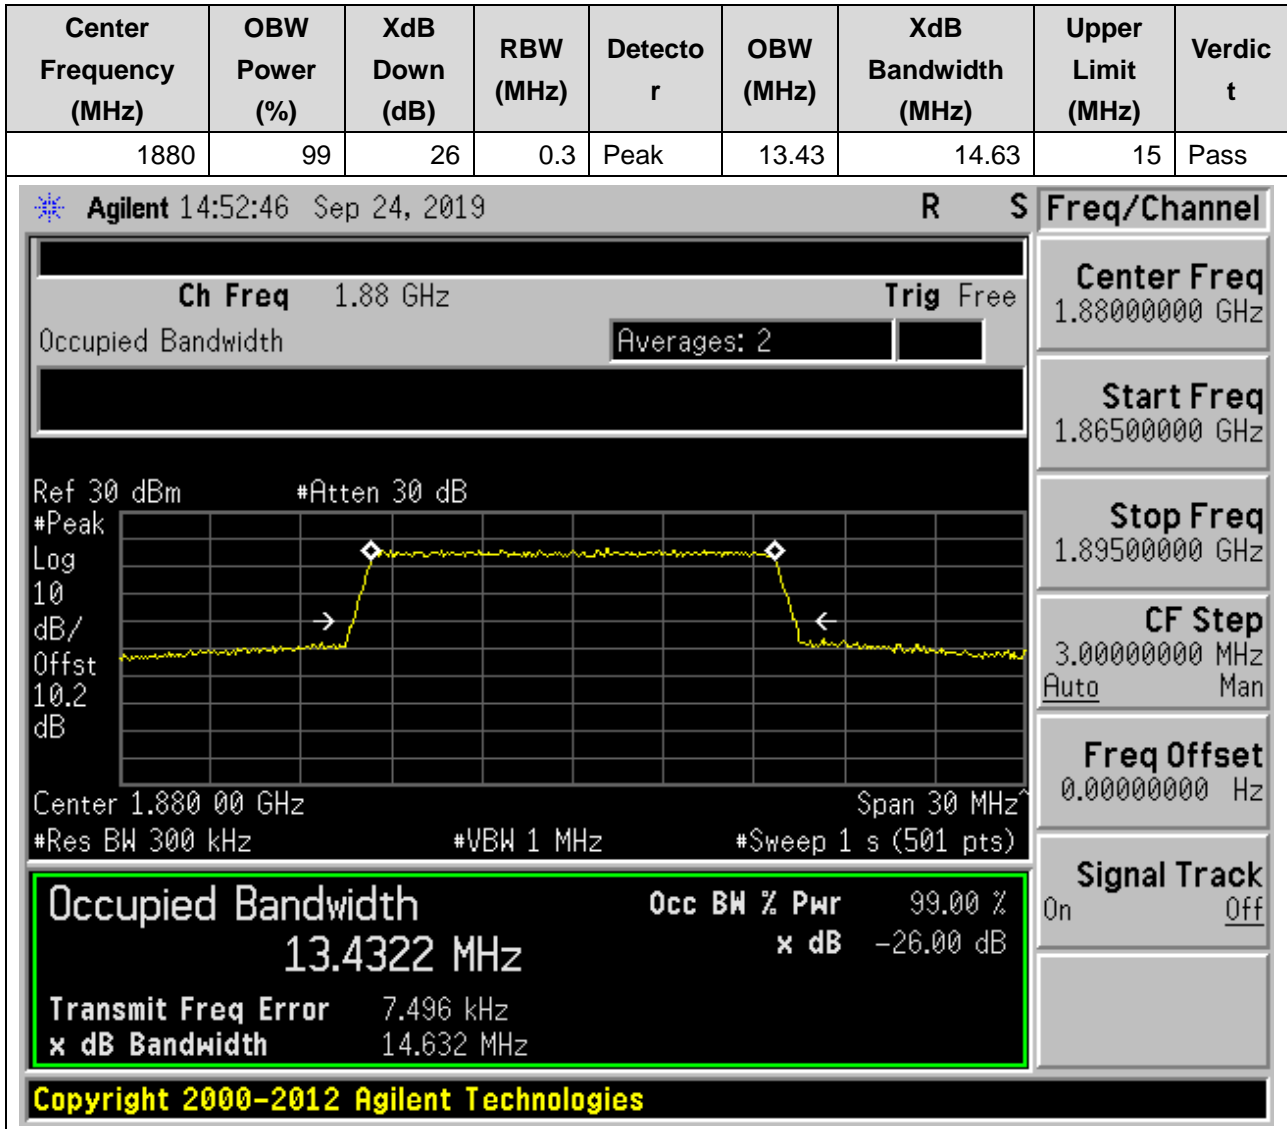 Center Frequency (MHz) OBW Power (%) XdB Down (dB) RBW (MHz) Detecto r OBW (MHz) XdB Bandwidth (MHz) Upper Limit (MHz) Verdic t
1880 99 26 0.3 Peak 13.43 14.63 15 Pass
Agilent 14:52:46 Sep 24, 2019 R S Freq/Channel
Ch Freq 1.88 GHz Trig Free
Occupied Bandwidth Averages: 2
Center Freq
1.88000000 GHz
Start Freq
1.86500000 GHz
Stop Freq
1.89500000 GHz
CF Step
3.00000000 MHz
Auto Man
Freq Offset
0.00000000 Hz
Signal Track
On Off
Ref 30 dBm #Atten 30 dB
#Peak
Log
10
dB/
Offst
10.2
dB
Center 1.880 00 GHz Span 30 MHz^
#Res BW 300 kHz #VBW 1 MHz #Sweep 1 s (501 pts)
Occupied Bandwidth Occ BW % Pwr 99.00 %
13.4322 MHz x dB -26.00 dB
Transmit Freq Error 7.496 kHz
x dB Bandwidth 14.632 MHz
Copyright 2000-2012 Agilent Technologies